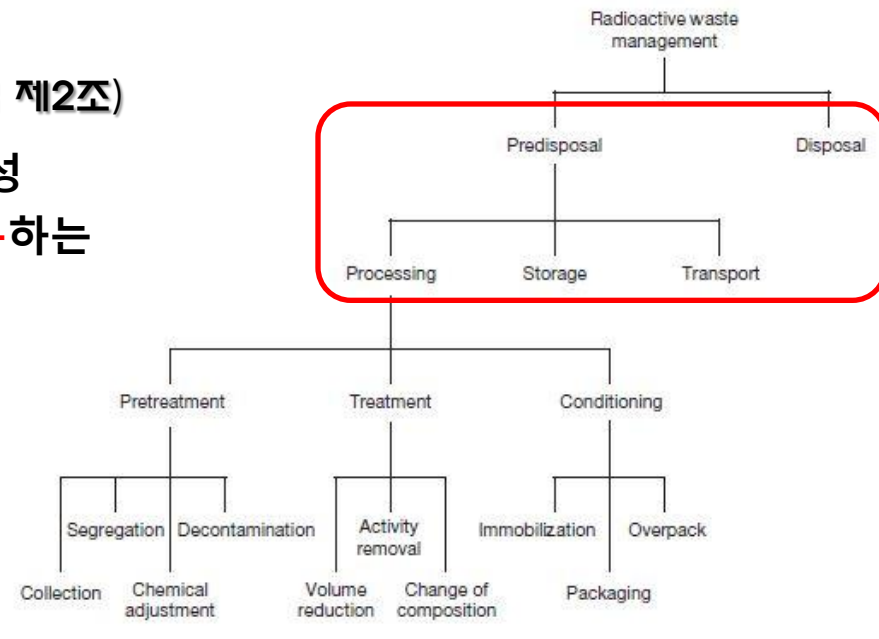 Radioactive waste
management
제2조)
성
하는
Predisposal
Disposal
Processing
Storage
Transport
Pretreatment
Treatment
Conditioning
Segregation
Decontamination
Activity
removal
Immobilization
Overpack
Collection
Chemical
adjustment
Volume
reduction
Change of
composition
Packaging